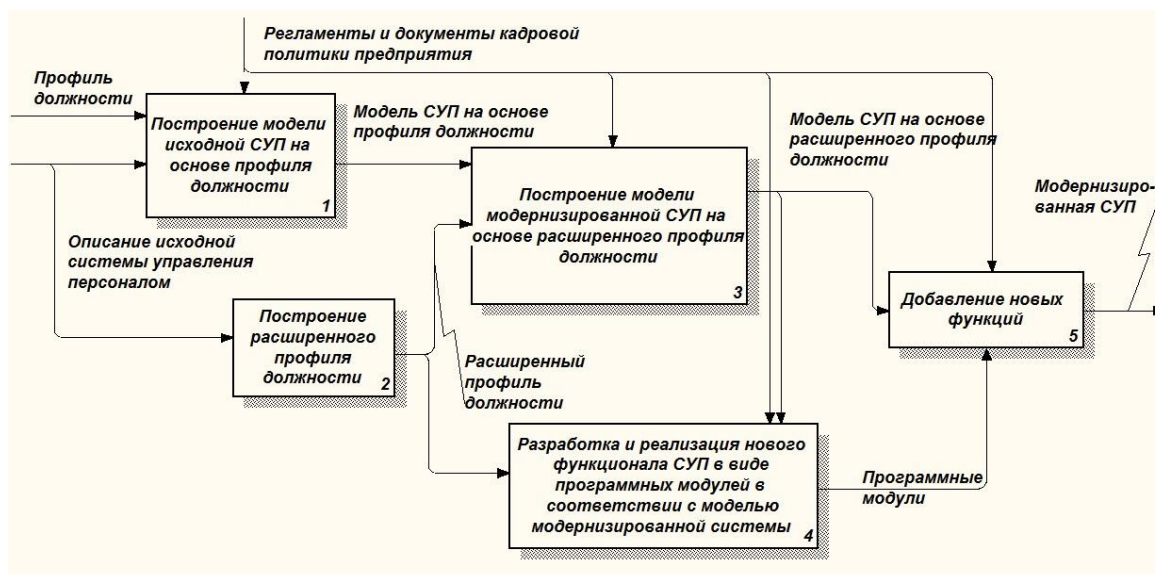 Регламенты и документы кадровой
политики предприятия
Профиль
должности
Построение модели
исходной СУП на
основе профиля
должности
1
Модель СУП на основе
профиля должности
Модель СУП на основе
расширенного профиля
должности
Модернизиро-
ванная СУП
Построение модели
модернизированной СУП на
основе расширенного профиля
должности
3
Описание исходной
системы управления
персоналом
Построение
расширенного
профиля
должности
2
Добавление новых
функций
5
Расширенный
профиль
должности
Разработка и реализация нового
функционала СУП в виде
программных модулей в
соответствии с моделью
модернизированной системы
4
Программные
модули